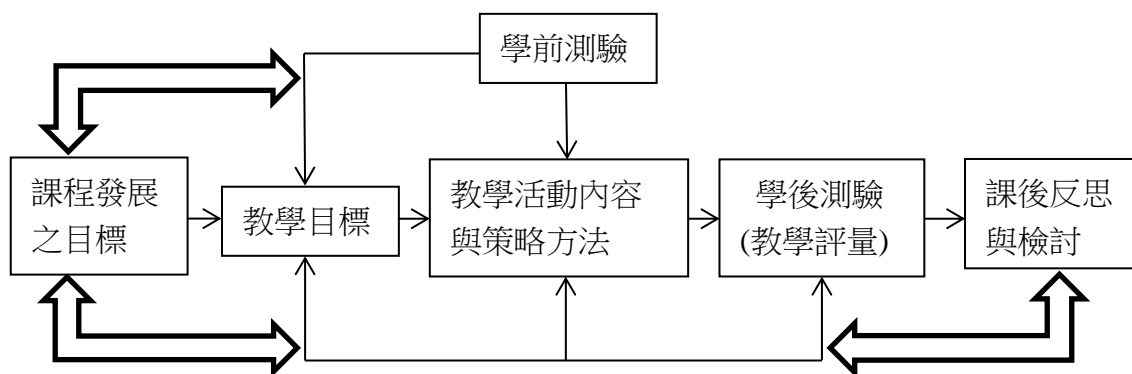 學前測驗
課程發展
之目標
教學目標
教學活動內容
與策略方法
學後測驗
(教學評量)
課後反思
與檢討